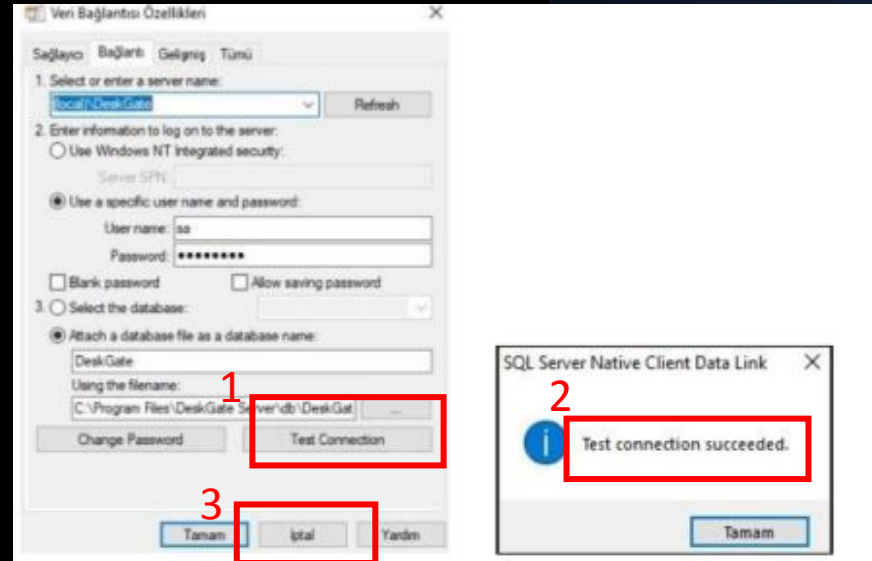 Veri Bağlantısı Özellikleri
Sağlayıcı Bağlantı Gelişmiş Tümü
1. Select or enter a server name:
(local)\DeskGate
Refresh
2. Enter information to log on to the server:
Use Windows NT Integrated security:
Server SPN:
Use a specific user name and password:
User name: sa
Password: ••••••••
Blank password Allow saving password
3. Select the database:
Attach a database file as a database name:
DeskGate
Using the filename:
1
C:\Program Files\DeskGate Server\db\DeskGat ...
Change Password Test Connection
3
Tamam İptal Yardım
SQL Server Native Client Data Link
2
Test connection succeeded.
Tamam